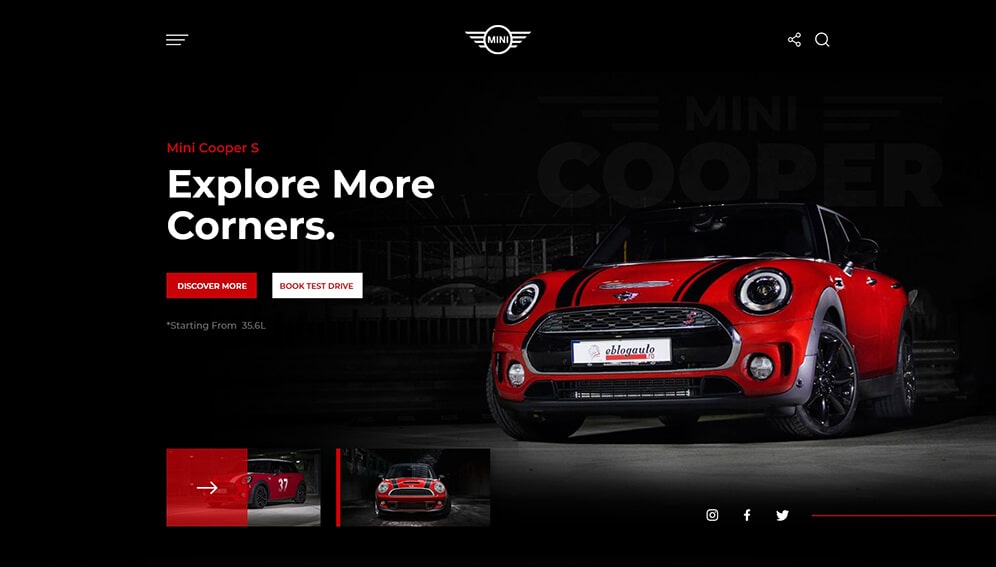 MINI
MINI
COOPER
Mini Cooper S
Explore More
Corners.
DISCOVER MORE
BOOK TEST DRIVE
*Starting From 35.6L
eblogauto
.ro
37